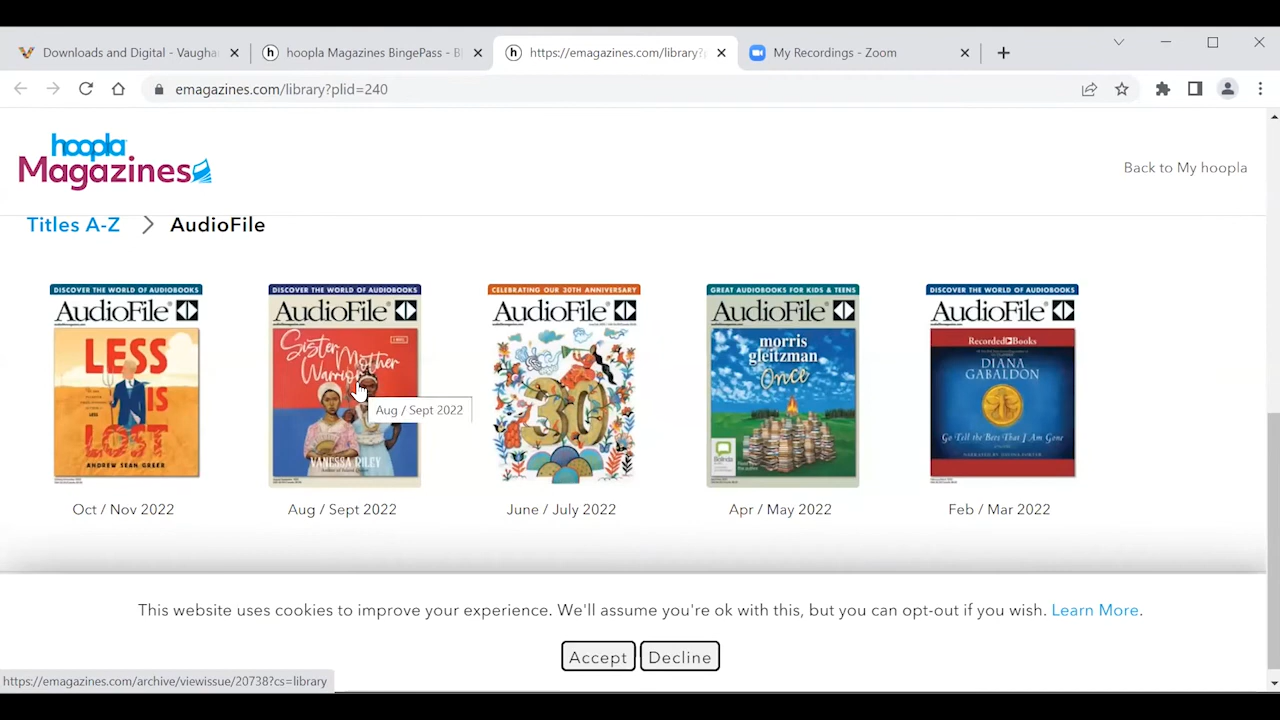 Downloads and Digital - Vaugha
hoopla Magazines BingePass - B
https://emagazines.com/library?p
My Recordings - Zoom
emagazines.com/library?plid=240
hoopla
Magazines
Back to My hoopla
Titles A-Z > AudioFile
DISCOVER THE WORLD OF AUDIOBOOKS
AudioFile
LESS
IS
LOST
ANDREW SEAN GREER
DISCOVER THE WORLD OF AUDIOBOOKS
AudioFile
Sister Mother
Warrior
VANESSA RILEY
CELEBRATING OUR 30TH ANNIVERSARY
AudioFile
30
GREAT AUDIOBOOKS FOR KIDS & TEENS
AudioFile
morris
gleitzman
Once
DISCOVER THE WORLD OF AUDIOBOOKS
AudioFile
Recorded Books
DIANA
GABALDON
Go Tell the Bees That I Am Gone
Aug / Sept 2022
Oct / Nov 2022
Aug / Sept 2022
June / July 2022
Apr / May 2022
Feb / Mar 2022
This website uses cookies to improve your experience. We'll assume you're ok with this, but you can opt-out if you wish. Learn More.
Accept
Decline
https://emagazines.com/archive/viewissue/20738?cs=library